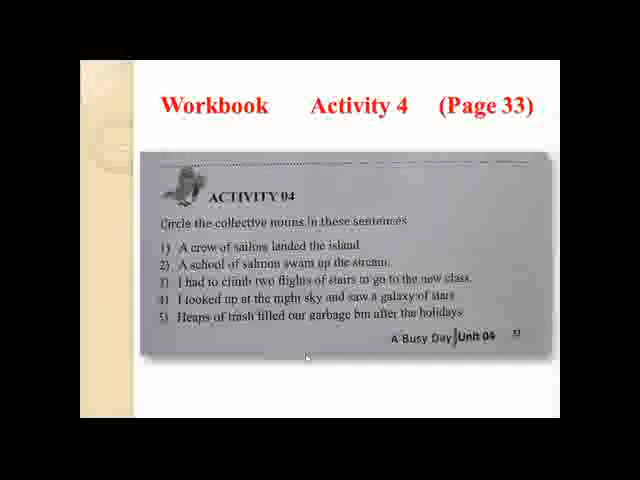 Workbook Activity 4 (Page 33)
ACTIVITY 04
Circle the collective nouns in these sentences
1) A crew of sailors landed the island
2) A school of salmon swam up the stream.
3) I had to climb two flights of stairs to go to the new class.
4) I looked up at the night sky and saw a galaxy of stars
5) Heaps of trash filled our garbage bin after the holidays
A Busy Day Unit 04 33